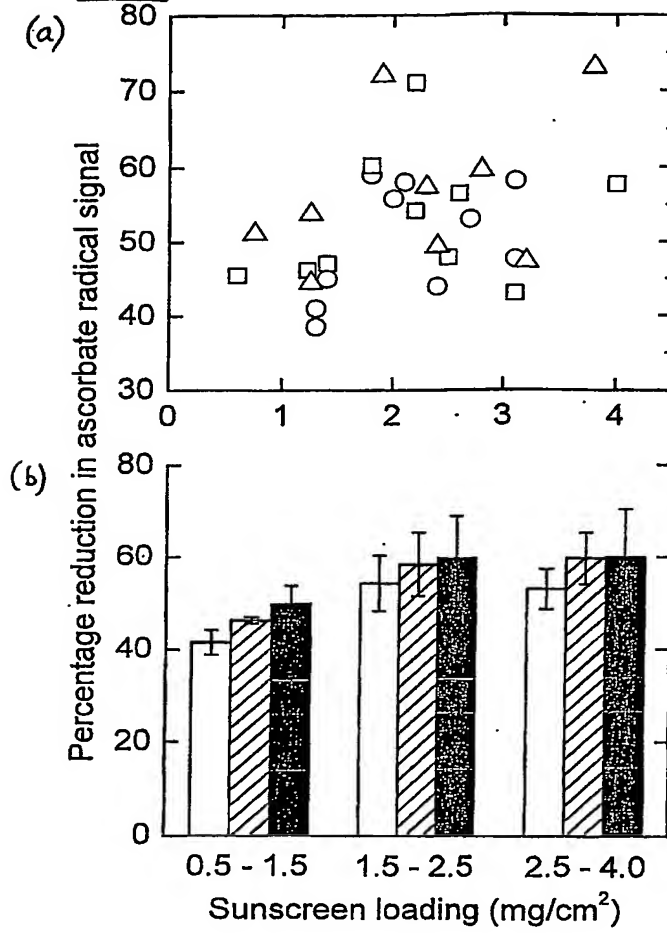 (a)
80
70
60
50
40
30
0 1 2 3 4
Percentage reduction in ascorbate radical signal
(b)
80
60
40
20
0
0.5 - 1.5 1.5 - 2.5 2.5 - 4.0
Sunscreen loading (mg/cm²)